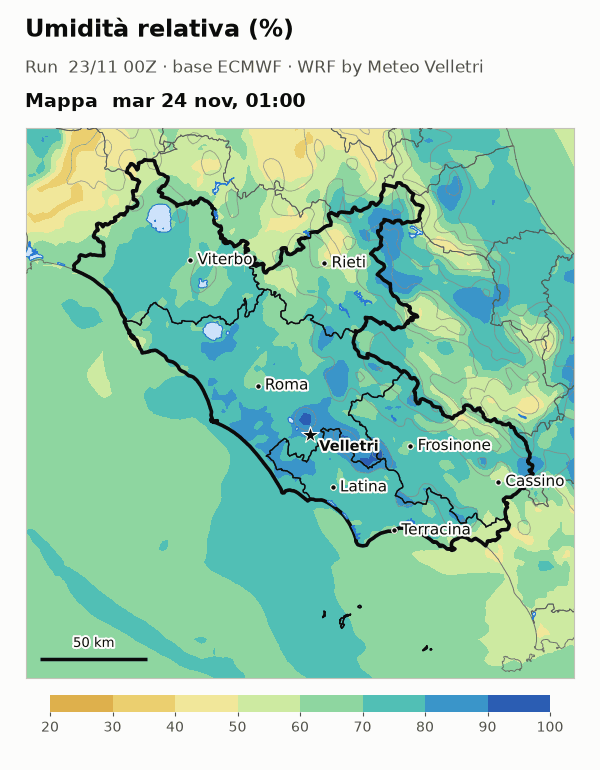 Umidità relativa (%)
Run  23/11 00Z · base ECMWF · WRF by Meteo Velletri
Mappa  mar 24 nov, 01:00
Viterbo
Rieti
Roma
Velletri
Frosinone
Cassino
Latina
Terracina
50 km
20 30 40 50 60 70 80 90 100